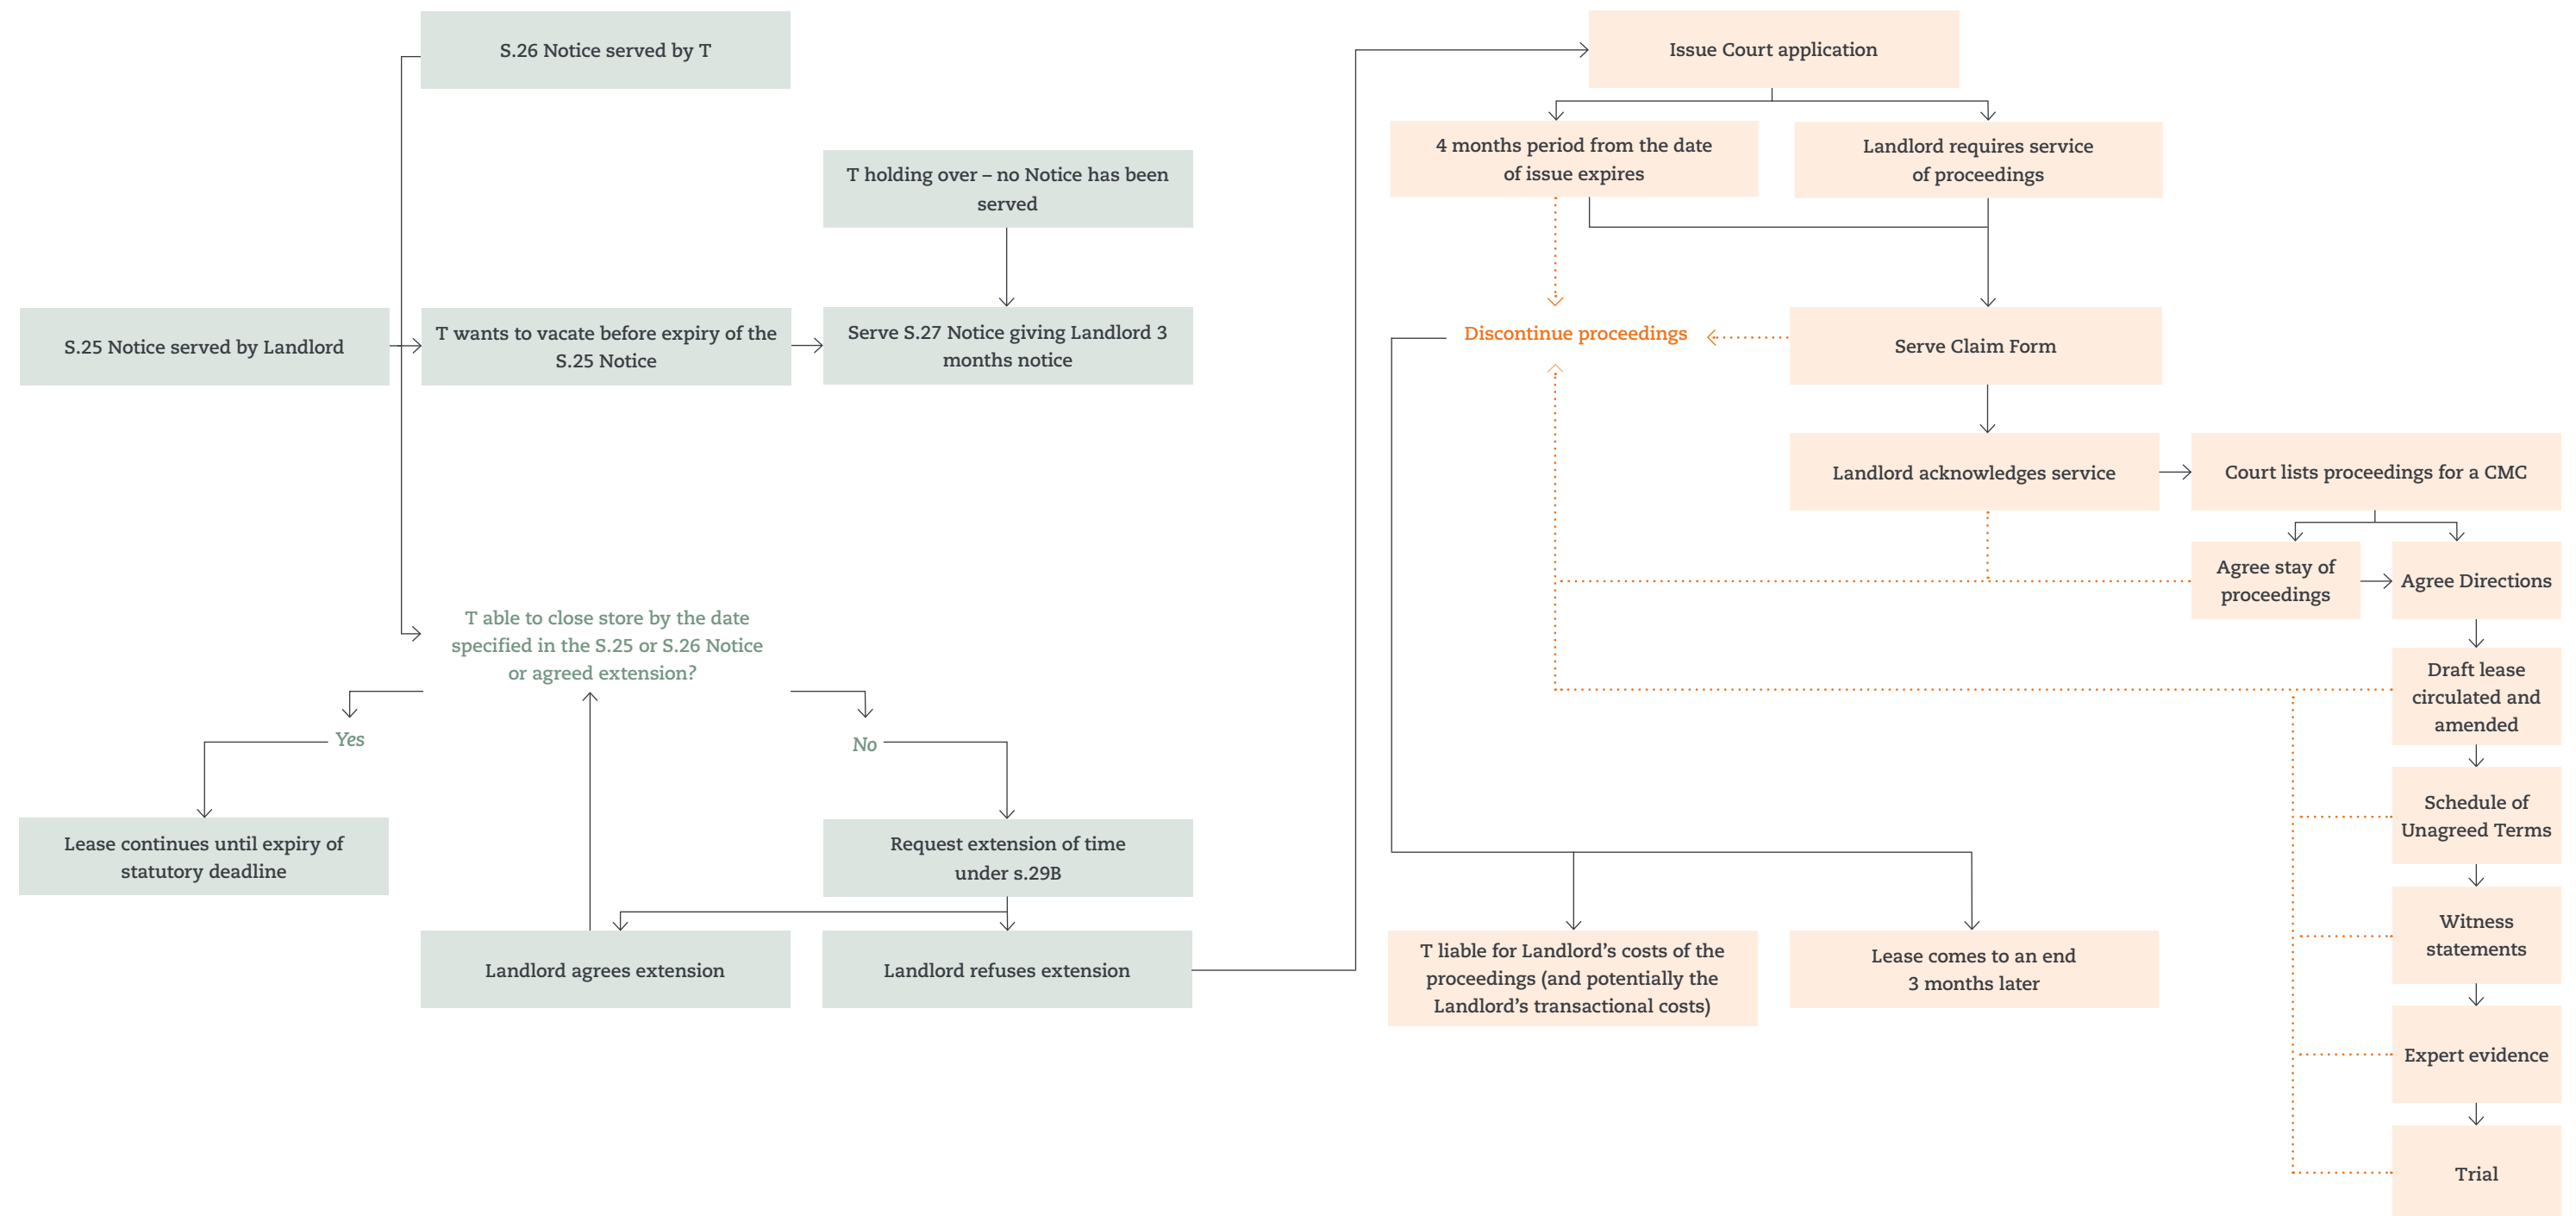 S.26 Notice served by T
T holding over – no Notice has been
served
S.25 Notice served by Landlord
T wants to vacate before expiry of the
S.25 Notice
Serve S.27 Notice giving Landlord 3
months notice
T able to close store by the date
specified in the S.25 or S.26 Notice
or agreed extension?
Yes
No
Lease continues until expiry of
statutory deadline
Request extension of time
under s.29B
Landlord agrees extension
Landlord refuses extension
Issue Court application
4 months period from the date
of issue expires
Landlord requires service
of proceedings
Discontinue proceedings
Serve Claim Form
Landlord acknowledges service
Court lists proceedings for a CMC
Agree stay of
proceedings
Agree Directions
Draft lease
circulated and
amended
Schedule of
Unagreed Terms
Witness
statements
Expert evidence
Trial
T liable for Landlord’s costs of the
proceedings (and potentially the
Landlord’s transactional costs)
Lease comes to an end
3 months later